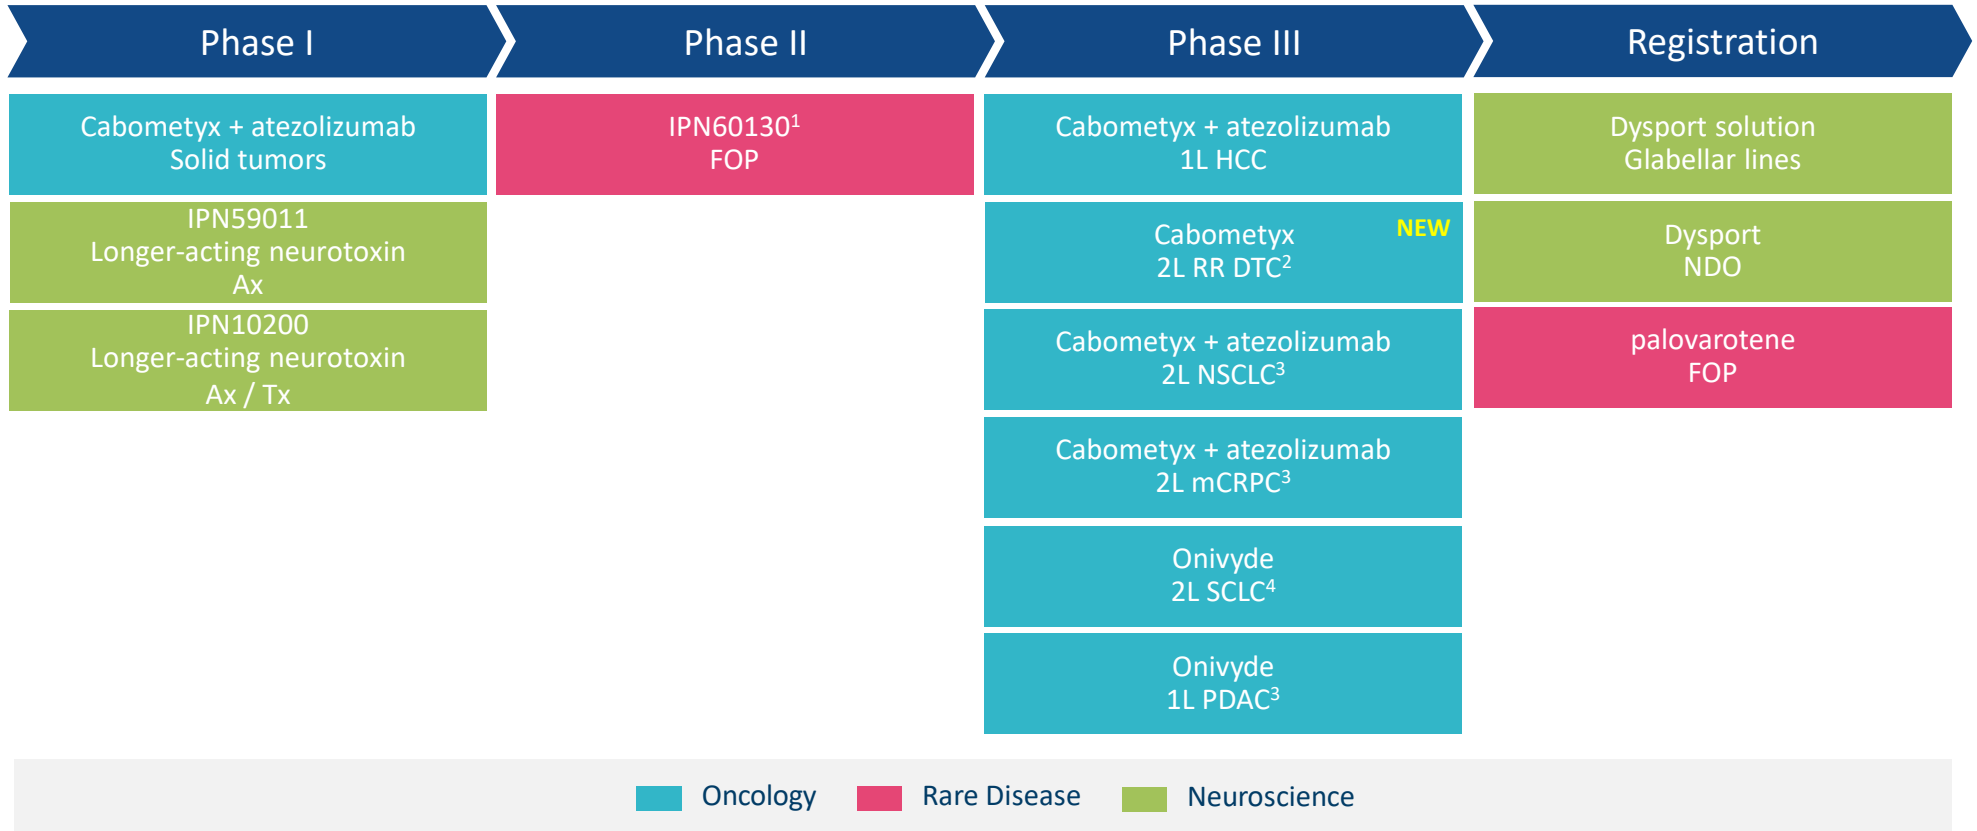 Phase I
Phase II
Phase III
Registration
Cabometyx + atezolizumab
Solid tumors
IPN59011
Longer-acting neurotoxin
Ax
IPN10200
Longer-acting neurotoxin
Ax / Tx
IPN60130¹
FOP
Cabometyx + atezolizumab
1L HCC
Cabometyx
2L RR DTC²
NEW
Cabometyx + atezolizumab
2L NSCLC³
Cabometyx + atezolizumab
2L mCRPC³
Onivyde
2L SCLC⁴
Onivyde
1L PDAC³
Dysport solution
Glabellar lines
Dysport
NDO
palovarotene
FOP
Oncology
Rare Disease
Neuroscience